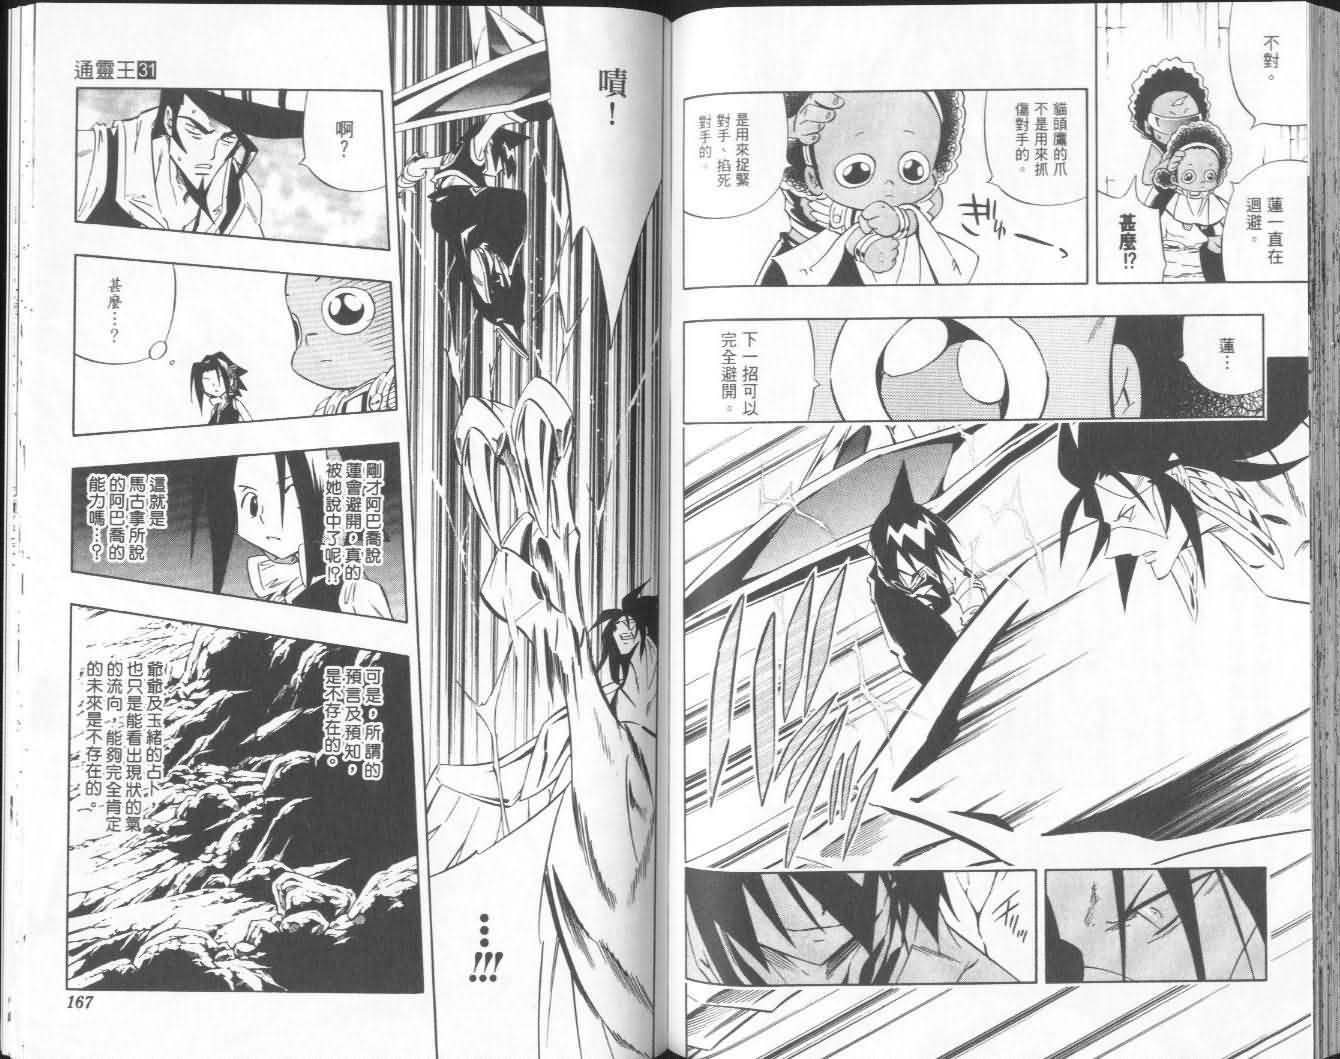 不對。
蓮一直在
迴避。
甚麼!?
貓頭鷹的爪
不是用來抓
傷對手的。
ぎゅーっ
是用來捉緊
對手、掐死
對手的。
蓮…
下一招可以
完全避開。
通靈王31
嘖!
…!!!
啊?
甚麼…?
剛才阿巴喬說
蓮會避開,真的
被她說中了呢!?
這就是
馬古拿所說
的阿巴喬的
能力嗎…?
可是,所謂的
預言及預知,
是不存在的。
爺爺及玉緒的占卜,
也只是能看出現狀的氣
的流向,能夠完全肯定
的未來是不存在的。
167